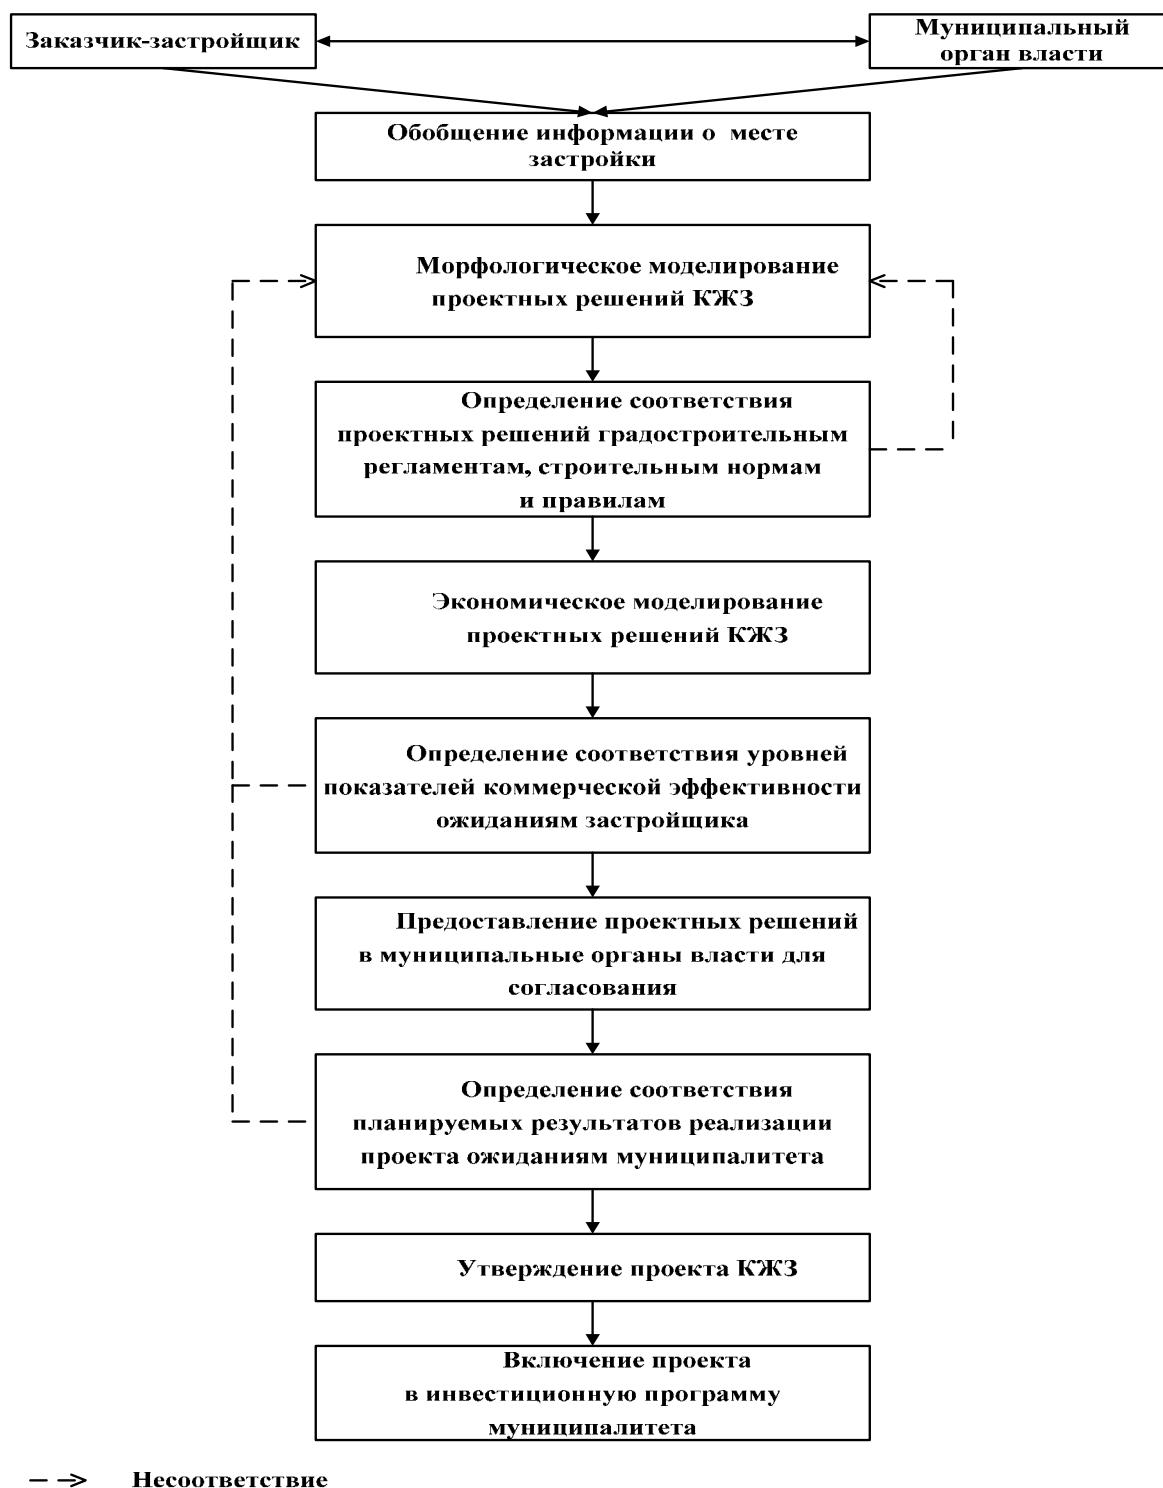 Заказчик-застройщик
Муниципальный
орган власти
Обобщение информации о месте
застройки
Морфологическое моделирование
проектных решений КЖЗ
Определение соответствия
проектных решений градостроительным
регламентам, строительным нормам
и правилам
Экономическое моделирование
проектных решений КЖЗ
Определение соответствия уровней
показателей коммерческой эффективности
ожиданиям застройщика
Предоставление проектных решений
в муниципальные органы власти для
согласования
Определение соответствия
планируемых результатов реализации
проекта ожиданиям муниципалитета
Утверждение проекта КЖЗ
Включение проекта
в инвестиционную программу
муниципалитета
Несоответствие